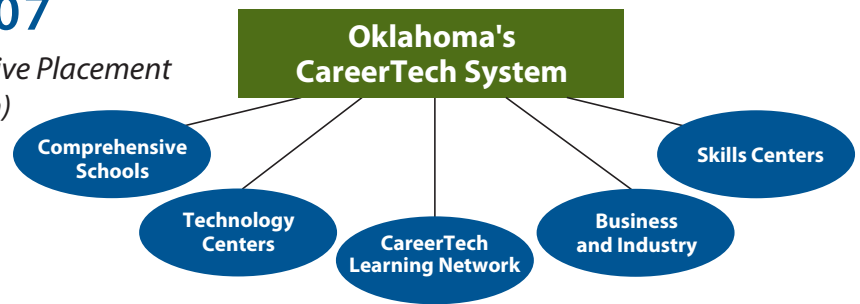 07
ive Placement
)
Oklahoma's
CareerTech System
Comprehensive
Schools
Technology
Centers
CareerTech
Learning Network
Business
and Industry
Skills Centers